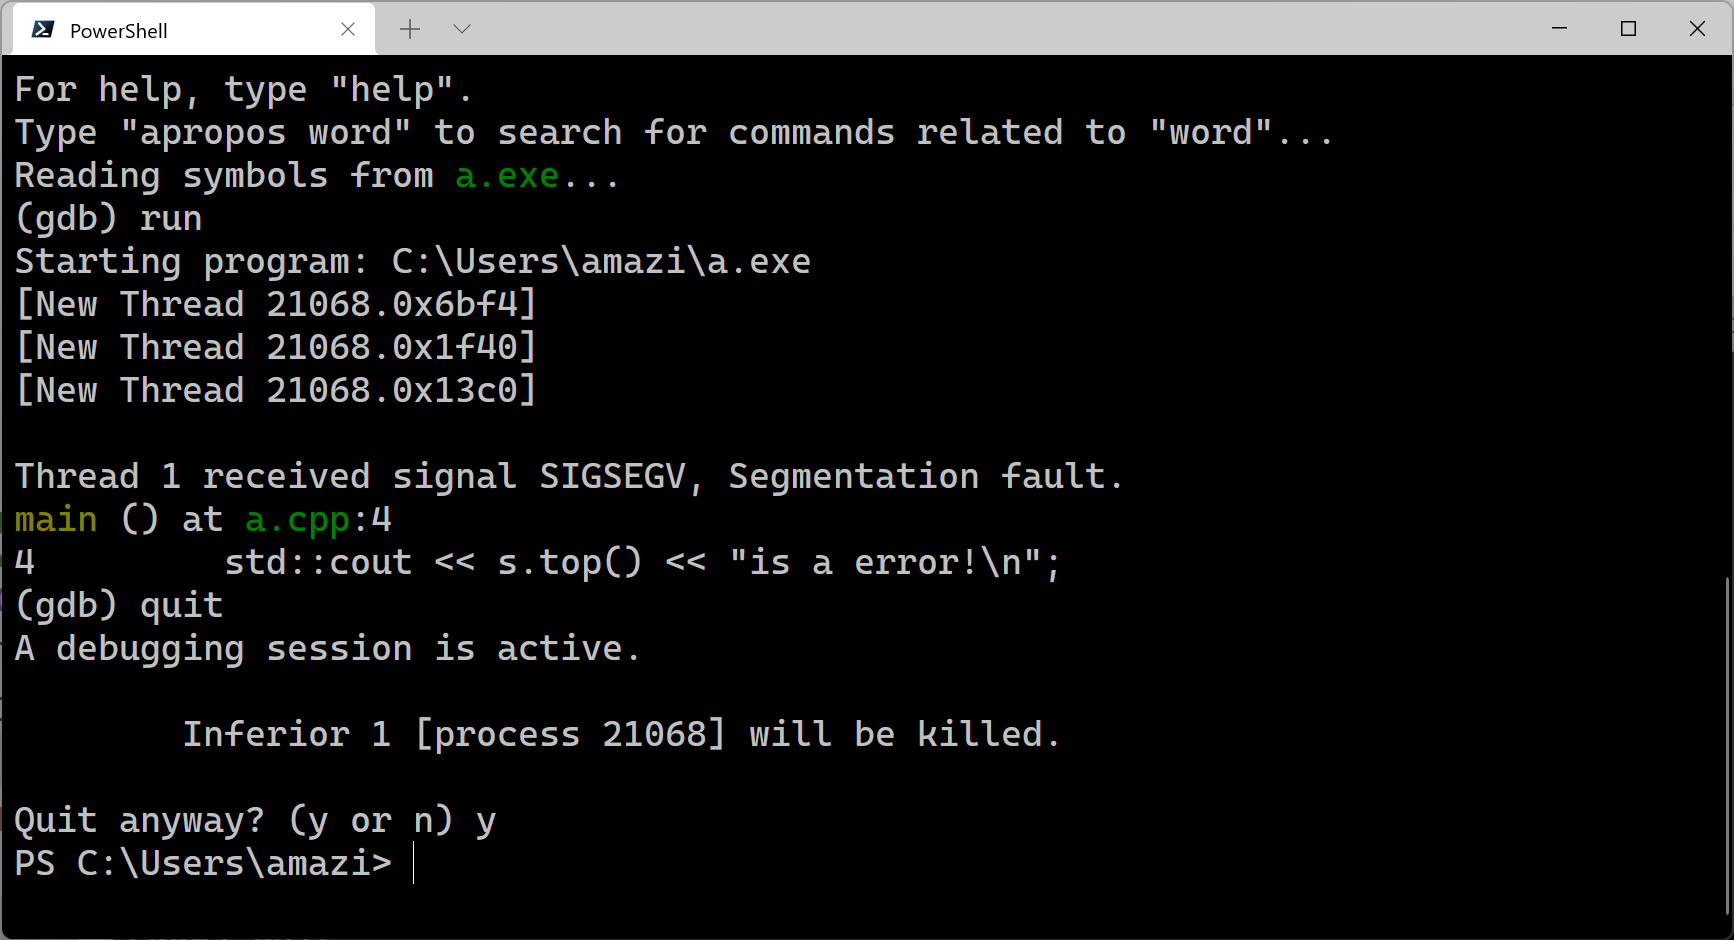 PowerShell
For help, type "help".
Type "apropos word" to search for commands related to "word"...
Reading symbols from a.exe...
(gdb) run
Starting program: C:\Users\amazi\a.exe
[New Thread 21068.0x6bf4]
[New Thread 21068.0x1f40]
[New Thread 21068.0x13c0]
Thread 1 received signal SIGSEGV, Segmentation fault.
main () at a.cpp:4
4         std::cout << s.top() << "is a error!\n";
(gdb) quit
A debugging session is active.
        Inferior 1 [process 21068] will be killed.
Quit anyway? (y or n) y
PS C:\Users\amazi>